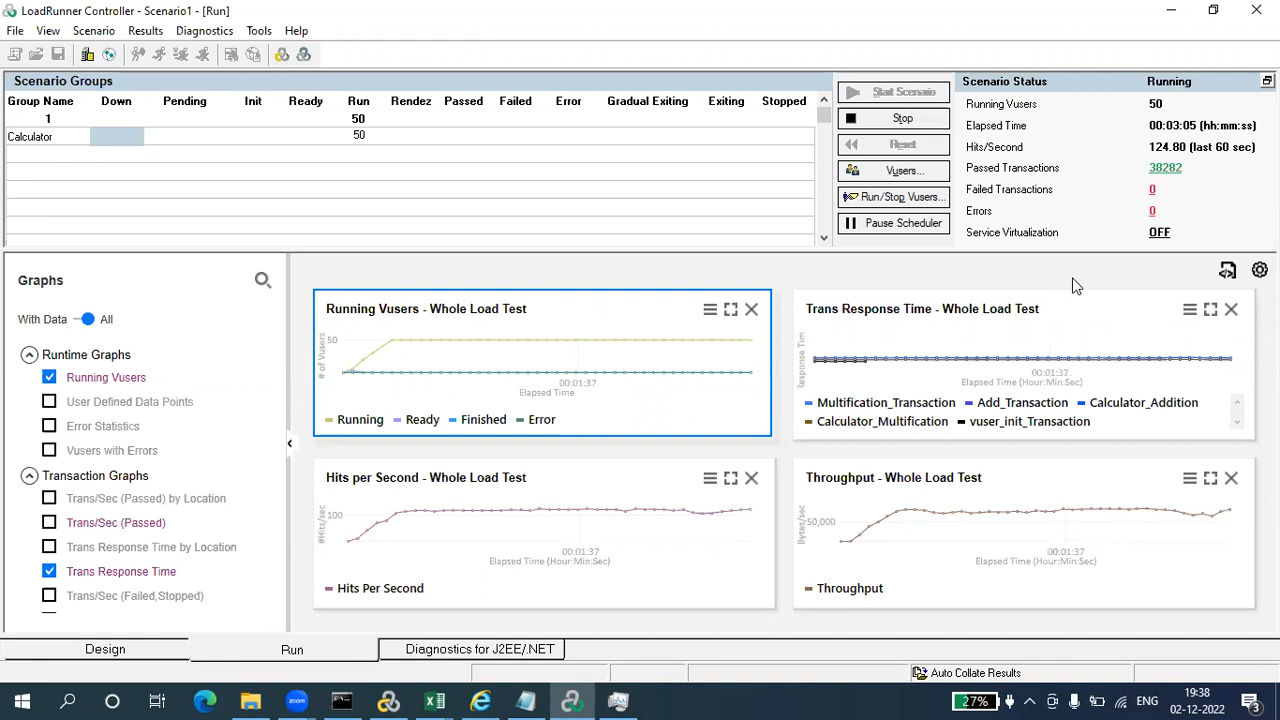 LoadRunner Controller - Scenario1 - [Run]
File View Scenario Results Diagnostics Tools Help
Scenario Groups
Group Name Down Pending Init Ready Run Rendez Passed Failed Error Gradual Exiting Exiting Stopped
1 50
Calculator 50
Start Scenario
Stop
Reset
Vusers...
Run/Stop Vusers...
Pause Scheduler
Scenario Status Running
Running Vusers 50
Elapsed Time 00:03:05 (hh:mm:ss)
Hits/Second 124.80 (last 60 sec)
Passed Transactions 38282
Failed Transactions 0
Errors 0
Service Virtualization OFF
Graphs
With Data All
Runtime Graphs
Running Vusers
User Defined Data Points
Error Statistics
Vusers with Errors
Transaction Graphs
Trans/Sec (Passed) by Location
Trans/Sec (Passed)
Trans Response Time by Location
Trans Response Time
Trans/Sec (Failed,Stopped)
Running Vusers - Whole Load Test
# of Vusers
50
00:01:37
Elapsed Time
Running Ready Finished Error
Trans Response Time - Whole Load Test
Response Tim
00:01:37
Elapsed Time (Hour:Min:Sec)
Multification_Transaction Add_Transaction Calculator_Addition
Calculator_Multification vuser_init_Transaction
Hits per Second - Whole Load Test
#Hits/sec
100
00:01:37
Elapsed Time (Hour:Min:Sec)
Hits Per Second
Throughput - Whole Load Test
Bytes/sec
50,000
00:01:37
Elapsed Time (Hour:Min:Sec)
Throughput
Design Run Diagnostics for J2EE/.NET
Auto Collate Results
zoom
27%
ENG
19:38
02-12-2022
3